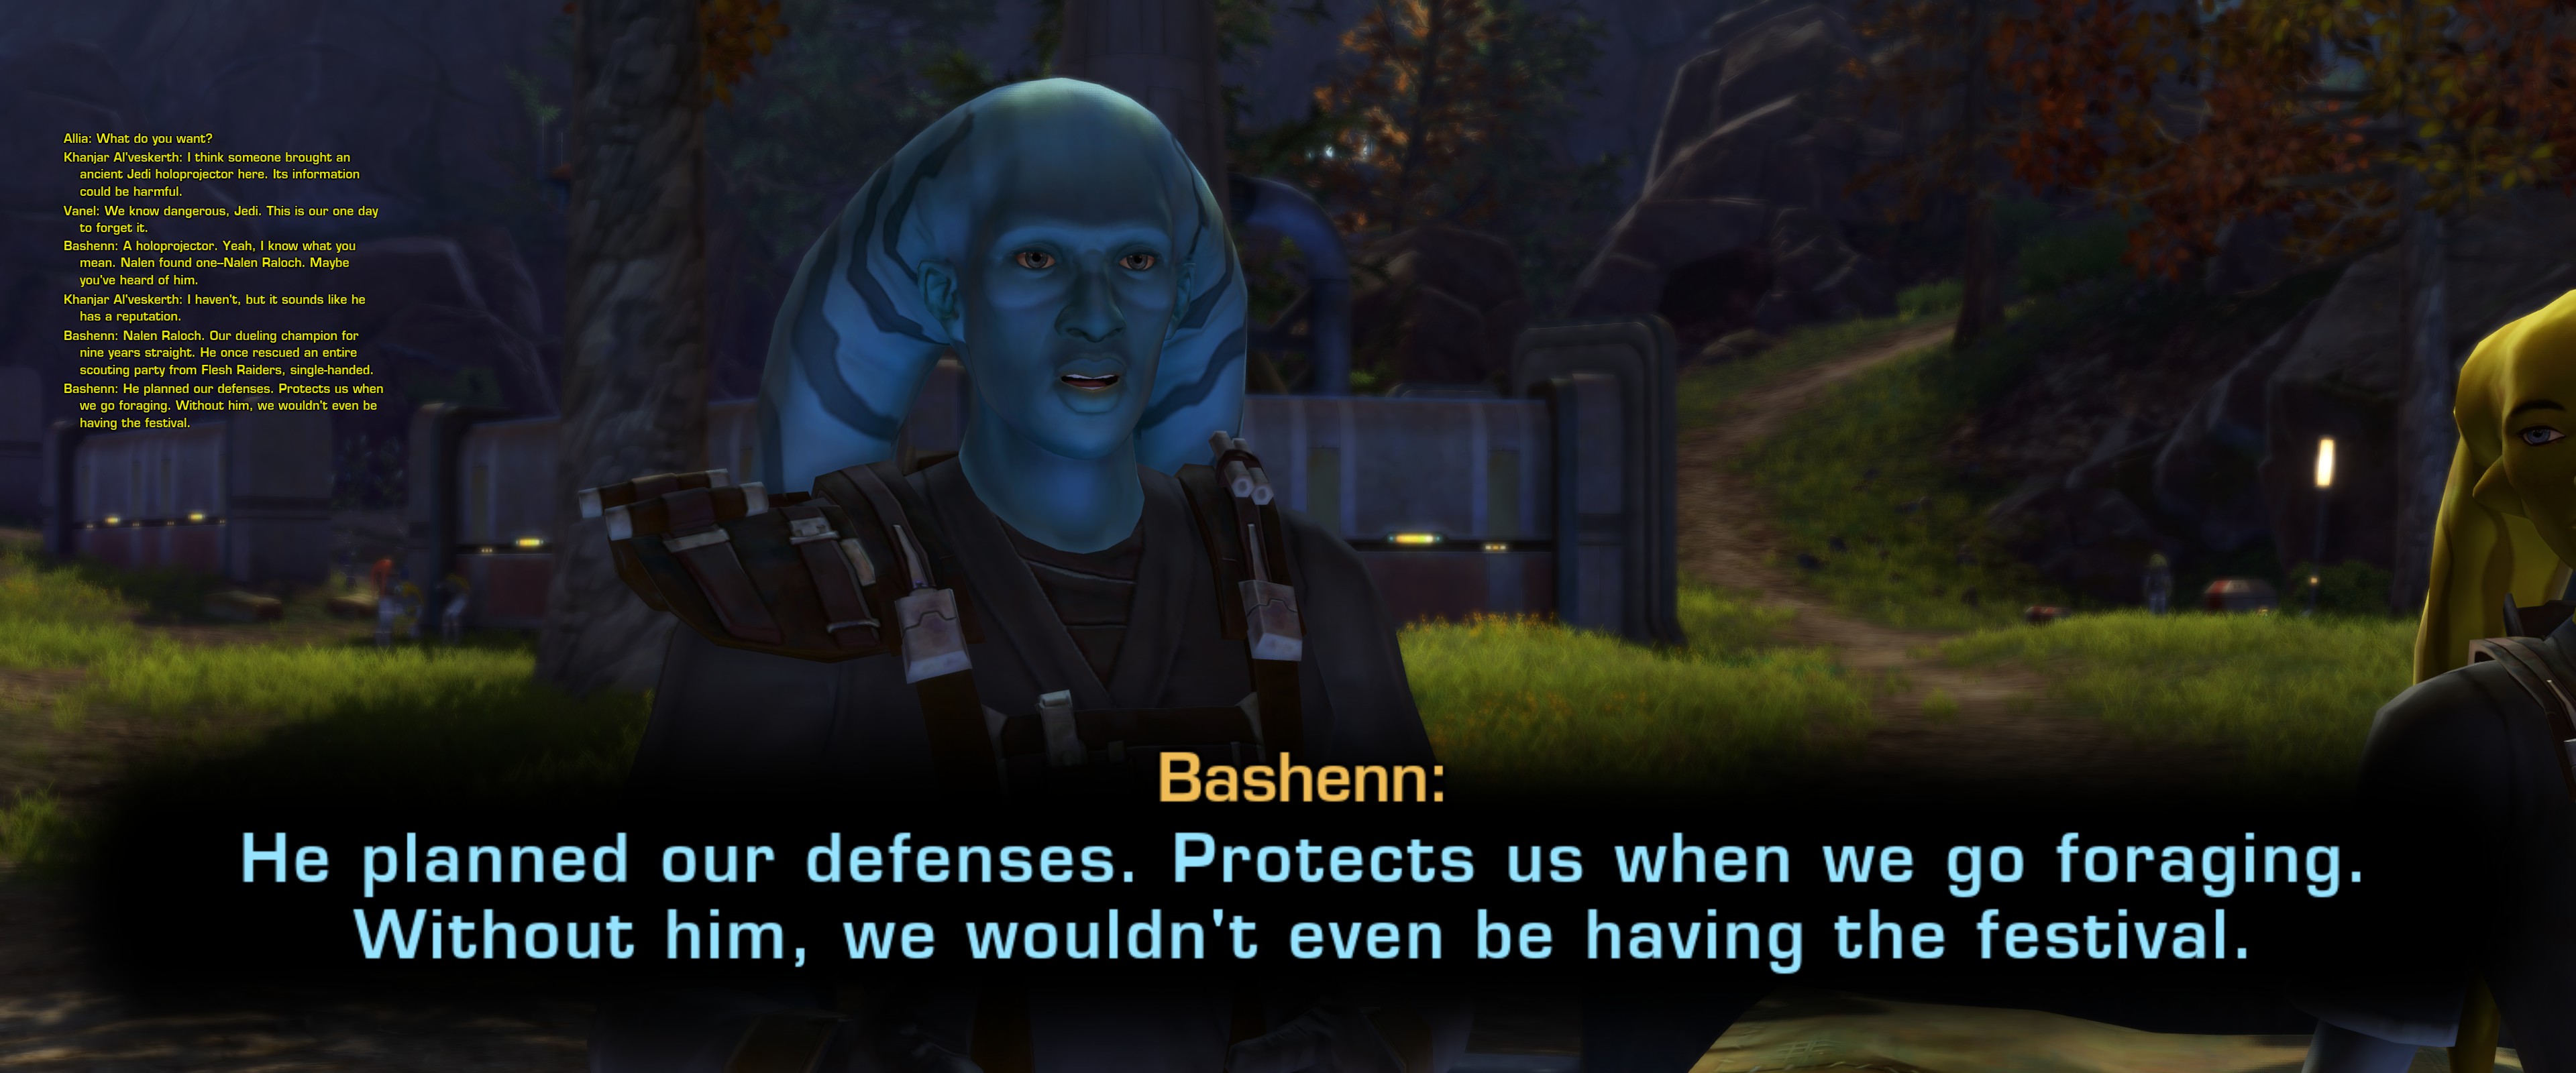 Allia: What do you want?
Khanjar Al'veskerth: I think someone brought an
ancient Jedi holoprojector here. Its information
could be harmful.
Vanel: We know dangerous, Jedi. This is our one day
to forget it.
Bashenn: A holoprojector. Yeah, I know what you
mean. Nalen found one—Nalen Raloch. Maybe
you've heard of him.
Khanjar Al'veskerth: I haven't, but it sounds like he
has a reputation.
Bashenn: Nalen Raloch. Our dueling champion for
nine years straight. He once rescued an entire
scouting party from Flesh Raiders, single-handed.
Bashenn: He planned our defenses. Protects us when
we go foraging. Without him, we wouldn't even be
having the festival.
Bashenn:
He planned our defenses. Protects us when we go foraging.
Without him, we wouldn't even be having the festival.